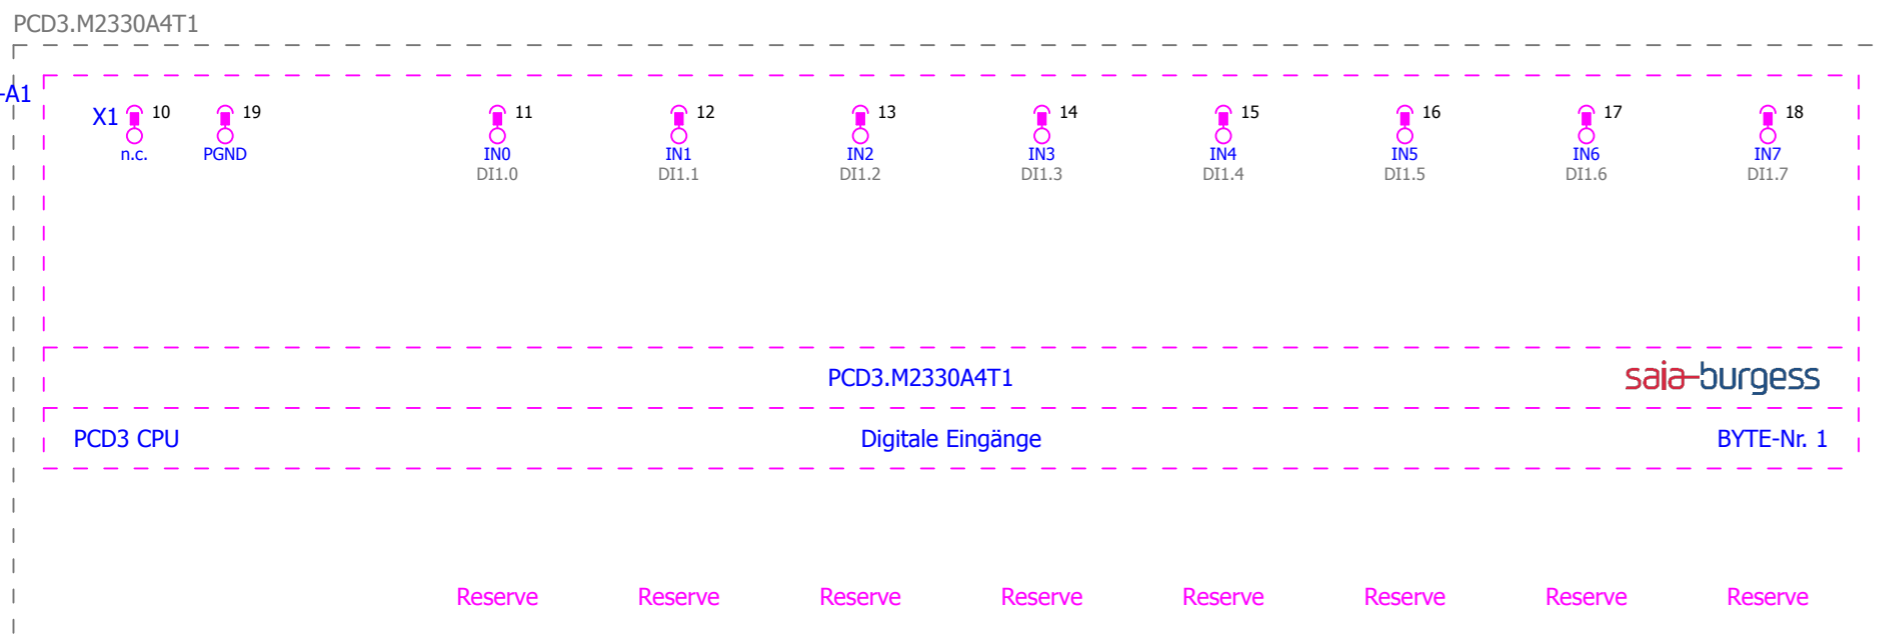 PCD3.M2330A4T1
-A1
X1 10 19 11 12 13 14 15 16 17 18
n.c. PGND IN0 IN1 IN2 IN3 IN4 IN5 IN6 IN7
DI1.0 DI1.1 DI1.2 DI1.3 DI1.4 DI1.5 DI1.6 DI1.7
PCD3.M2330A4T1 saia-burgess
PCD3 CPU Digitale Eingänge BYTE-Nr. 1
Reserve Reserve Reserve Reserve Reserve Reserve Reserve Reserve